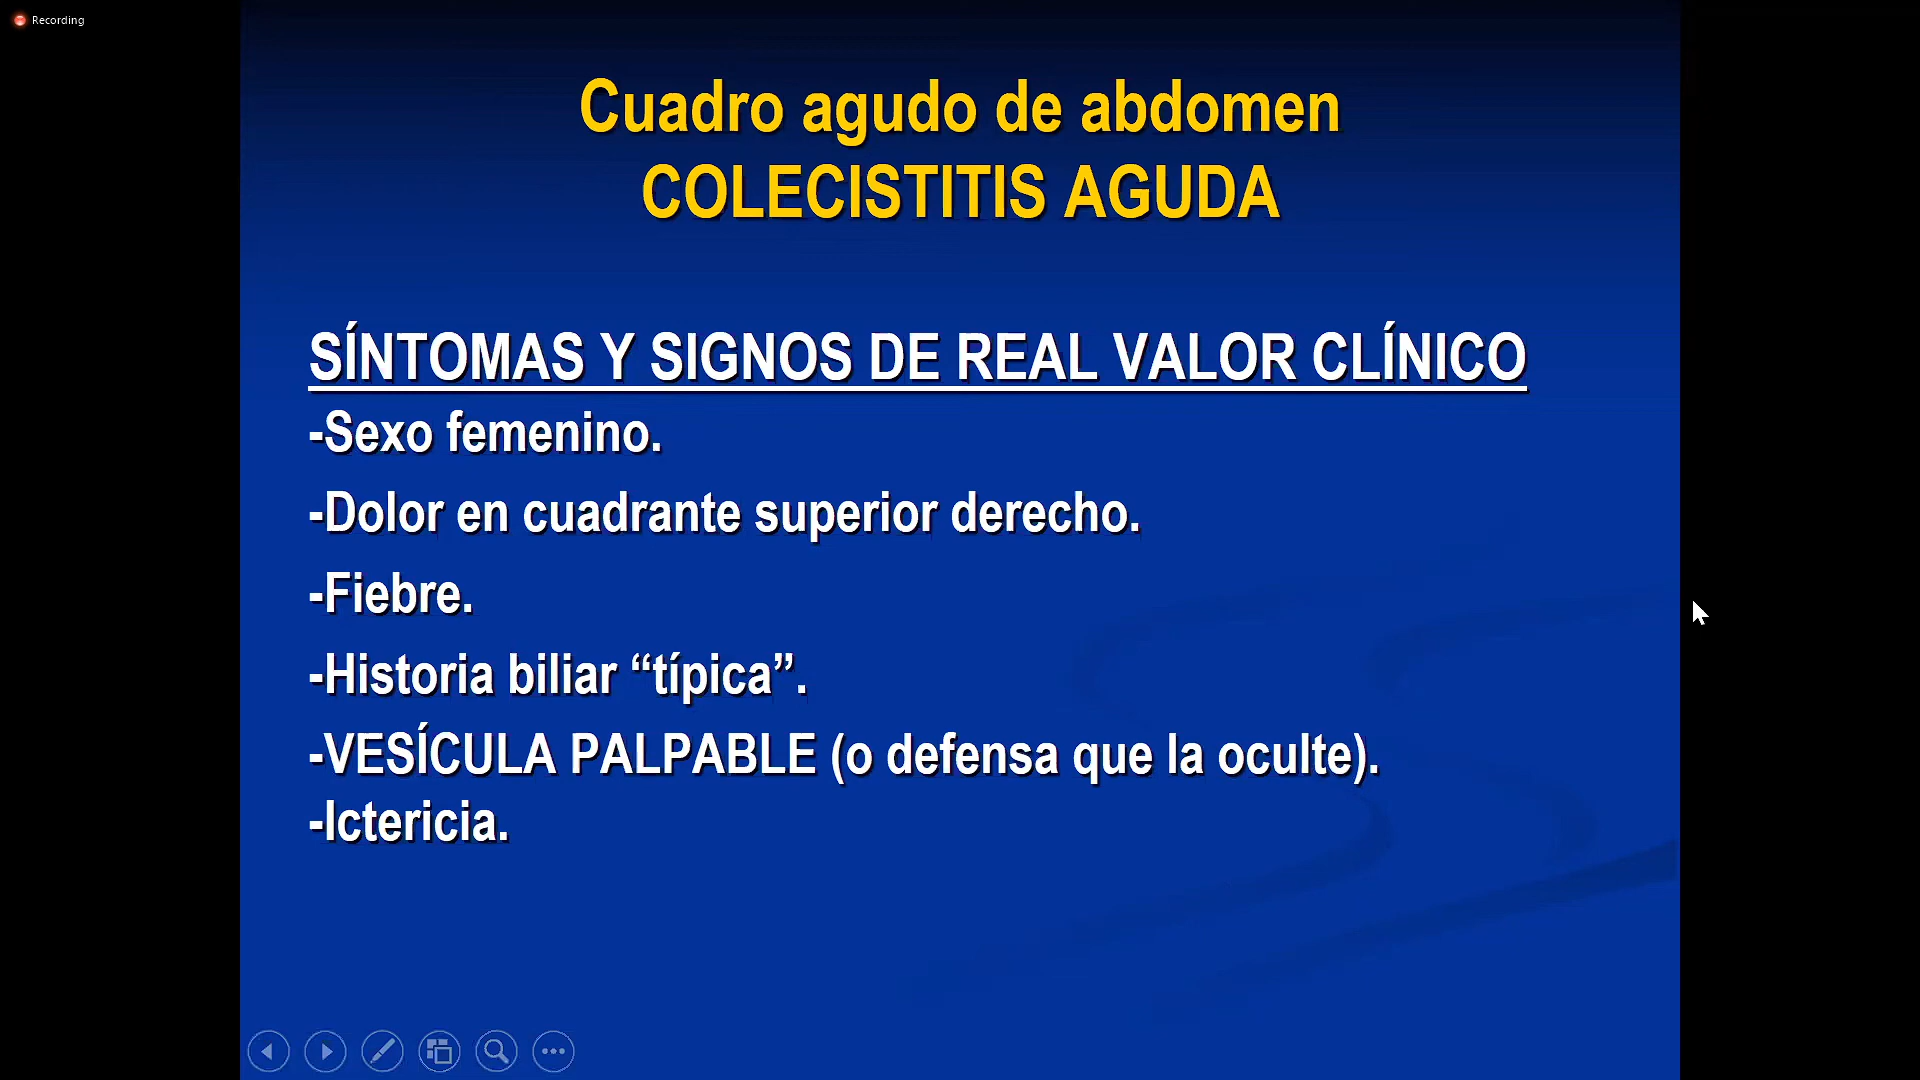 Recording
Cuadro agudo de abdomen
COLECISTITIS AGUDA
SÍNTOMAS Y SIGNOS DE REAL VALOR CLÍNICO
-Sexo femenino.
-Dolor en cuadrante superior derecho.
-Fiebre.
-Historia biliar “típica”.
-VESÍCULA PALPABLE (o defensa que la oculte).
-Ictericia.